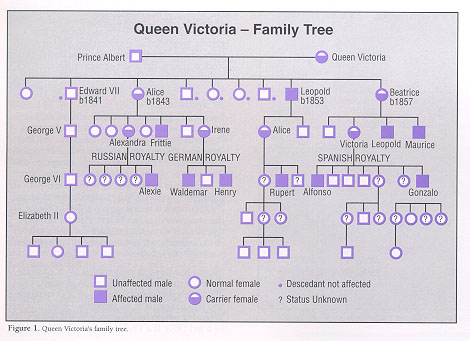 Queen Victoria – Family Tree
Prince Albert
Queen Victoria
Edward VII
b1841
Alice
b1843
Leopold
b1853
Beatrice
b1857
George V
Alexandra
Frittie
Irene
Alice
Victoria
Leopold
Maurice
RUSSIAN ROYALTY
GERMAN ROYALTY
SPANISH ROYALTY
George VI
? ? ? ?
Alexie
Waldemar
Henry
?
Rupert
Alfonso
?
Gonzalo
Elizabeth II
? ?
?
? ? ? ?
Unaffected male
Normal female
Descedant not affected
Affected male
Carrier female
? Status Unknown
Figure 1. Queen Victoria's family tree.